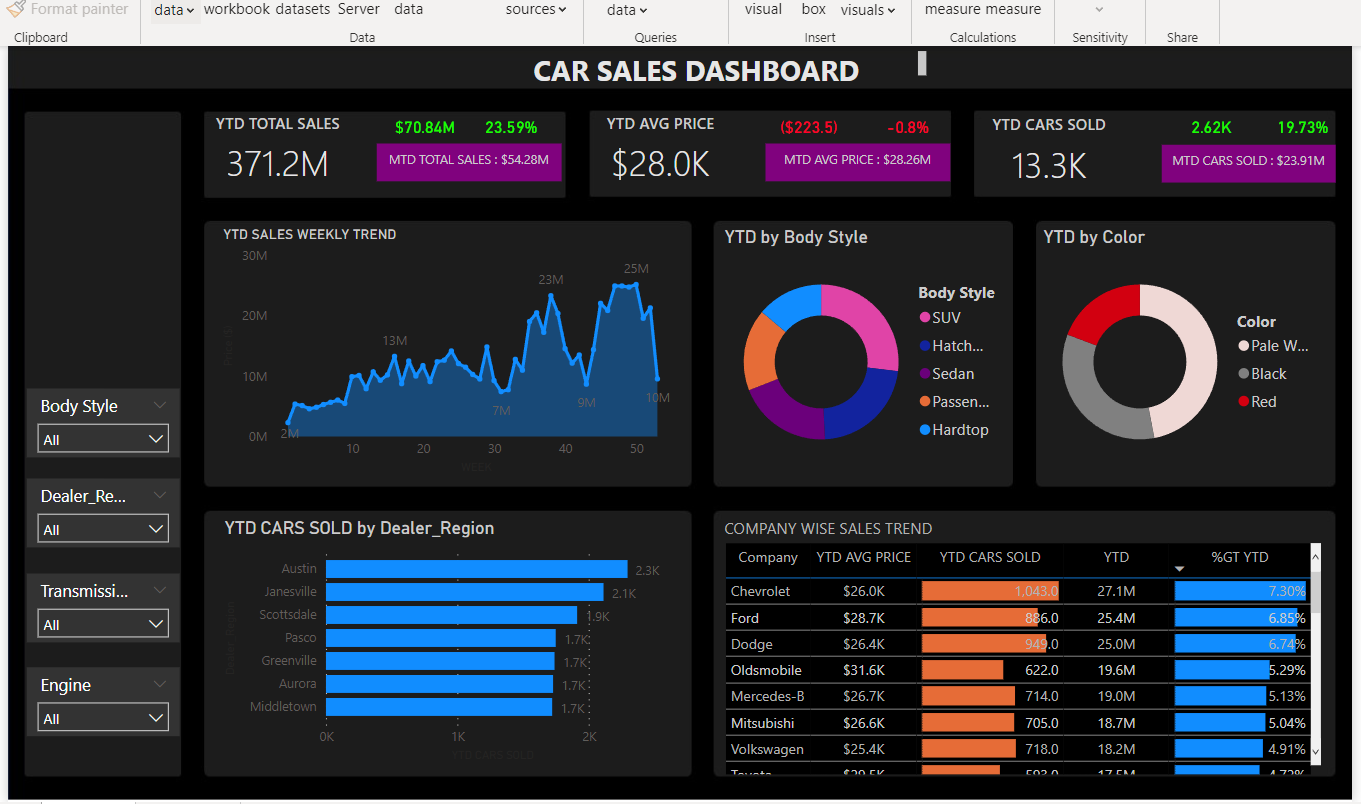 Format painter
data workbook datasets Server data sources data visual box visuals measure measure
Clipboard Data Queries Insert Calculations Sensitivity Share
CAR SALES DASHBOARD
YTD TOTAL SALES
$70.84M 23.59%
371.2M
MTD TOTAL SALES : $54.28M
YTD AVG PRICE
($223.5) -0.8%
$28.0K
MTD AVG PRICE : $28.26M
YTD CARS SOLD
2.62K 19.73%
13.3K
MTD CARS SOLD : $23.91M
Body Style
All
Dealer_Re...
All
Transmissi...
All
Engine
All
YTD SALES WEEKLY TREND
30M
20M
10M
0M
2M
13M
7M
23M
9M
25M
10M
10 20 30 40 50
WEEK
YTD by Body Style
Body Style
SUV
Hatch...
Sedan
Passen...
Hardtop
YTD by Color
Color
Pale W...
Black
Red
YTD CARS SOLD by Dealer_Region
Austin 2.3K
Janesville 2.1K
Scottsdale 1.9K
Pasco 1.7K
Greenville 1.7K
Aurora 1.7K
Middletown 1.7K
0K 1K 2K
YTD CARS SOLD
COMPANY WISE SALES TREND
Company YTD AVG PRICE YTD CARS SOLD YTD %GT YTD
Chevrolet $26.0K 1,043.0 27.1M 7.30%
Ford $28.7K 886.0 25.4M 6.85%
Dodge $26.4K 949.0 25.0M 6.74%
Oldsmobile $31.6K 622.0 19.6M 5.29%
Mercedes-B $26.7K 714.0 19.0M 5.13%
Mitsubishi $26.6K 705.0 18.7M 5.04%
Volkswagen $25.4K 718.0 18.2M 4.91%
Toyota $29.5K 593.0 17.5M 4.72%